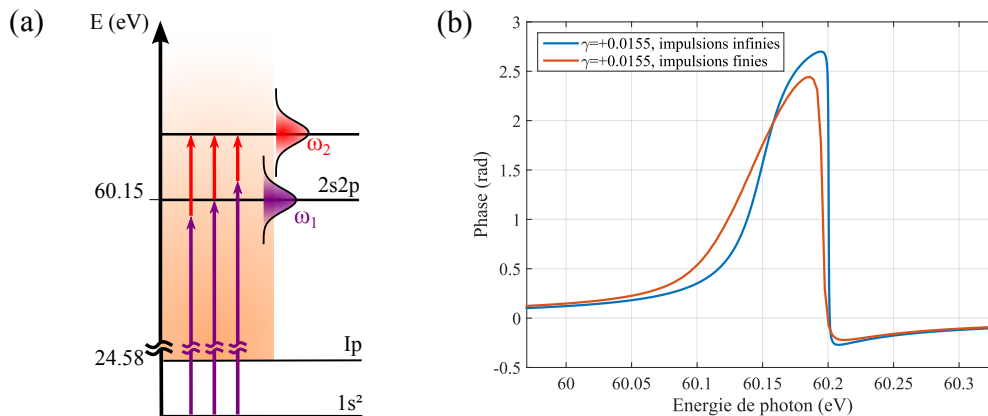 (a)
E (eV)
ω₂
60.15
2s2p
ω₁
24.58
Ip
1s²
(b)
γ=+0.0155, impulsions infinies
γ=+0.0155, impulsions finies
Phase (rad)
3
2.5
2
1.5
1
0.5
0
-0.5
60
60.05
60.1
60.15
60.2
60.25
60.3
Energie de photon (eV)